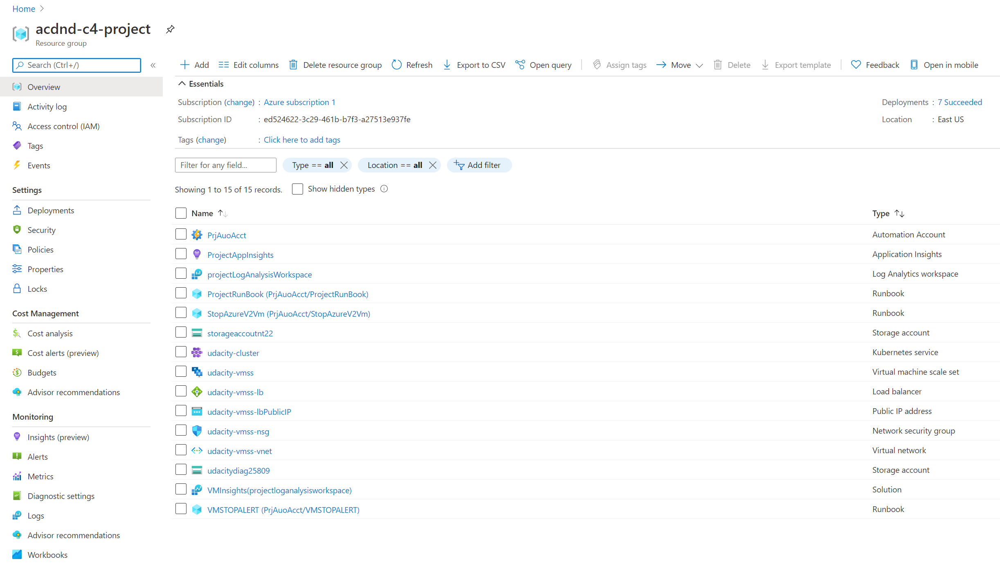 Home
acdnd-c4-project
Resource group
Search (Ctrl+/)
Overview
Activity log
Access control (IAM)
Tags
Events
Settings
Deployments
Security
Policies
Properties
Locks
Cost Management
Cost analysis
Cost alerts (preview)
Budgets
Advisor recommendations
Monitoring
Insights (preview)
Alerts
Metrics
Diagnostic settings
Logs
Advisor recommendations
Workbooks
Add Edit columns Delete resource group Refresh Export to CSV Open query Assign tags Move Delete Export template Feedback Open in mobile
Essentials
Subscription (change) : Azure subscription 1 Deployments : 7 Succeeded
Subscription ID : ed524622-3c29-461b-b7f3-a27513e937fe Location : East US
Tags (change) : Click here to add tags
Filter for any field... Type == all Location == all Add filter
Showing 1 to 15 of 15 records. Show hidden types
Name Type
PrjAuoAcct Automation Account
ProjectAppInsights Application Insights
projectLogAnalysisWorkspace Log Analytics workspace
ProjectRunBook (PrjAuoAcct/ProjectRunBook) Runbook
StopAzureV2Vm (PrjAuoAcct/StopAzureV2Vm) Runbook
storageaccoutnt22 Storage account
udacity-cluster Kubernetes service
udacity-vmss Virtual machine scale set
udacity-vmss-lb Load balancer
udacity-vmss-lbPublicIP Public IP address
udacity-vmss-nsg Network security group
udacity-vmss-vnet Virtual network
udacitydiag25809 Storage account
VMInsights(projectloganalysisworkspace) Solution
VMSTOPALERT (PrjAuoAcct/VMSTOPALERT) Runbook